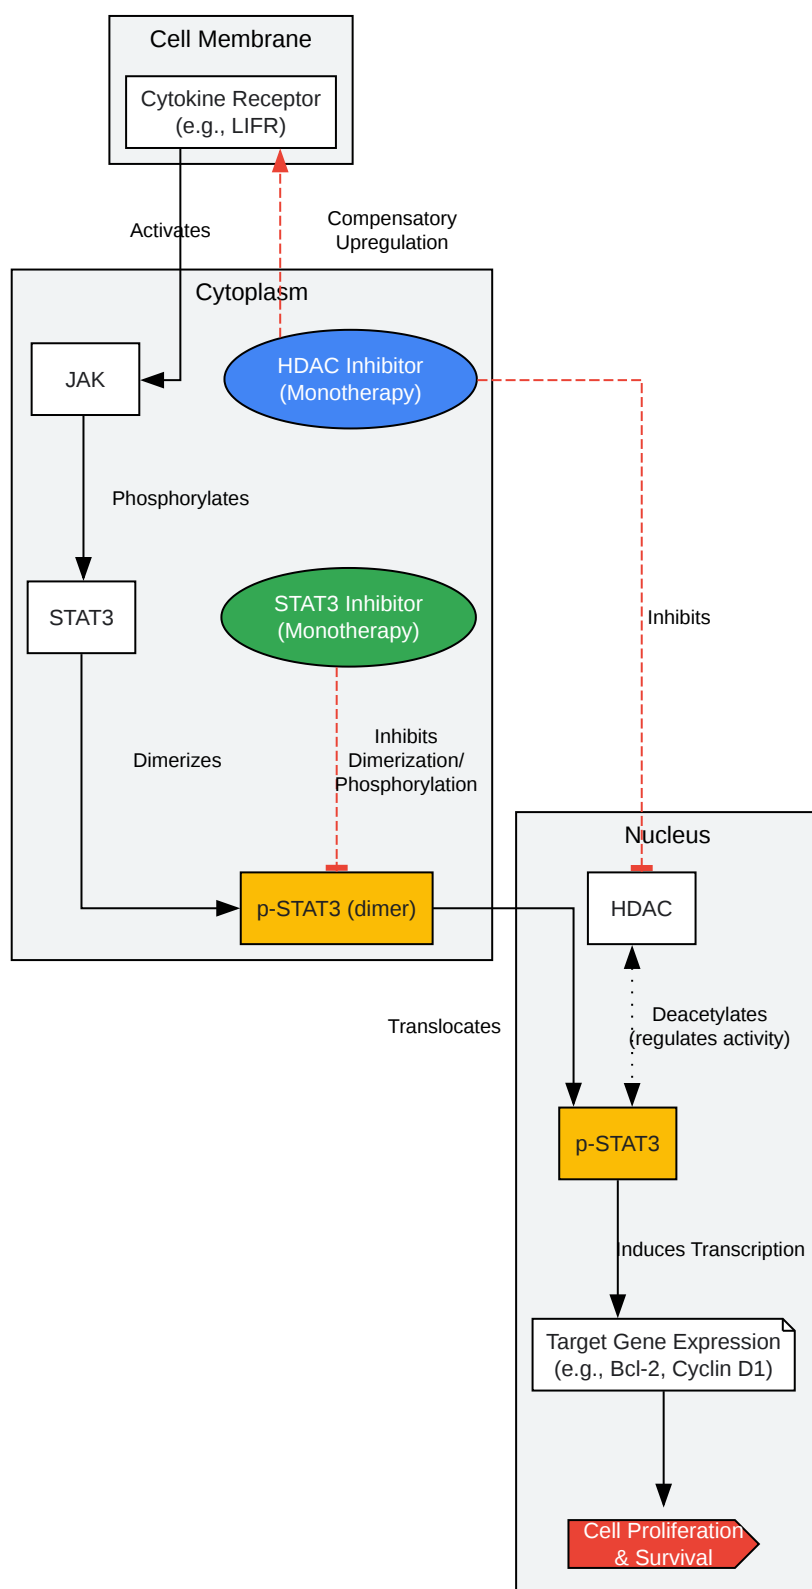 Cell Membrane
Cytokine Receptor
(e.g., LIFR)
Activates
Compensatory
Upregulation
Cytoplasm
JAK
HDAC Inhibitor
(Monotherapy)
Phosphorylates
STAT3
STAT3 Inhibitor
(Monotherapy)
Inhibits
Dimerizes
Inhibits
Dimerization/
Phosphorylation
Nucleus
p-STAT3 (dimer)
HDAC
Translocates
Deacetylates
(regulates activity)
p-STAT3
Induces Transcription
Target Gene Expression
(e.g., Bcl-2, Cyclin D1)
Cell Proliferation
& Survival